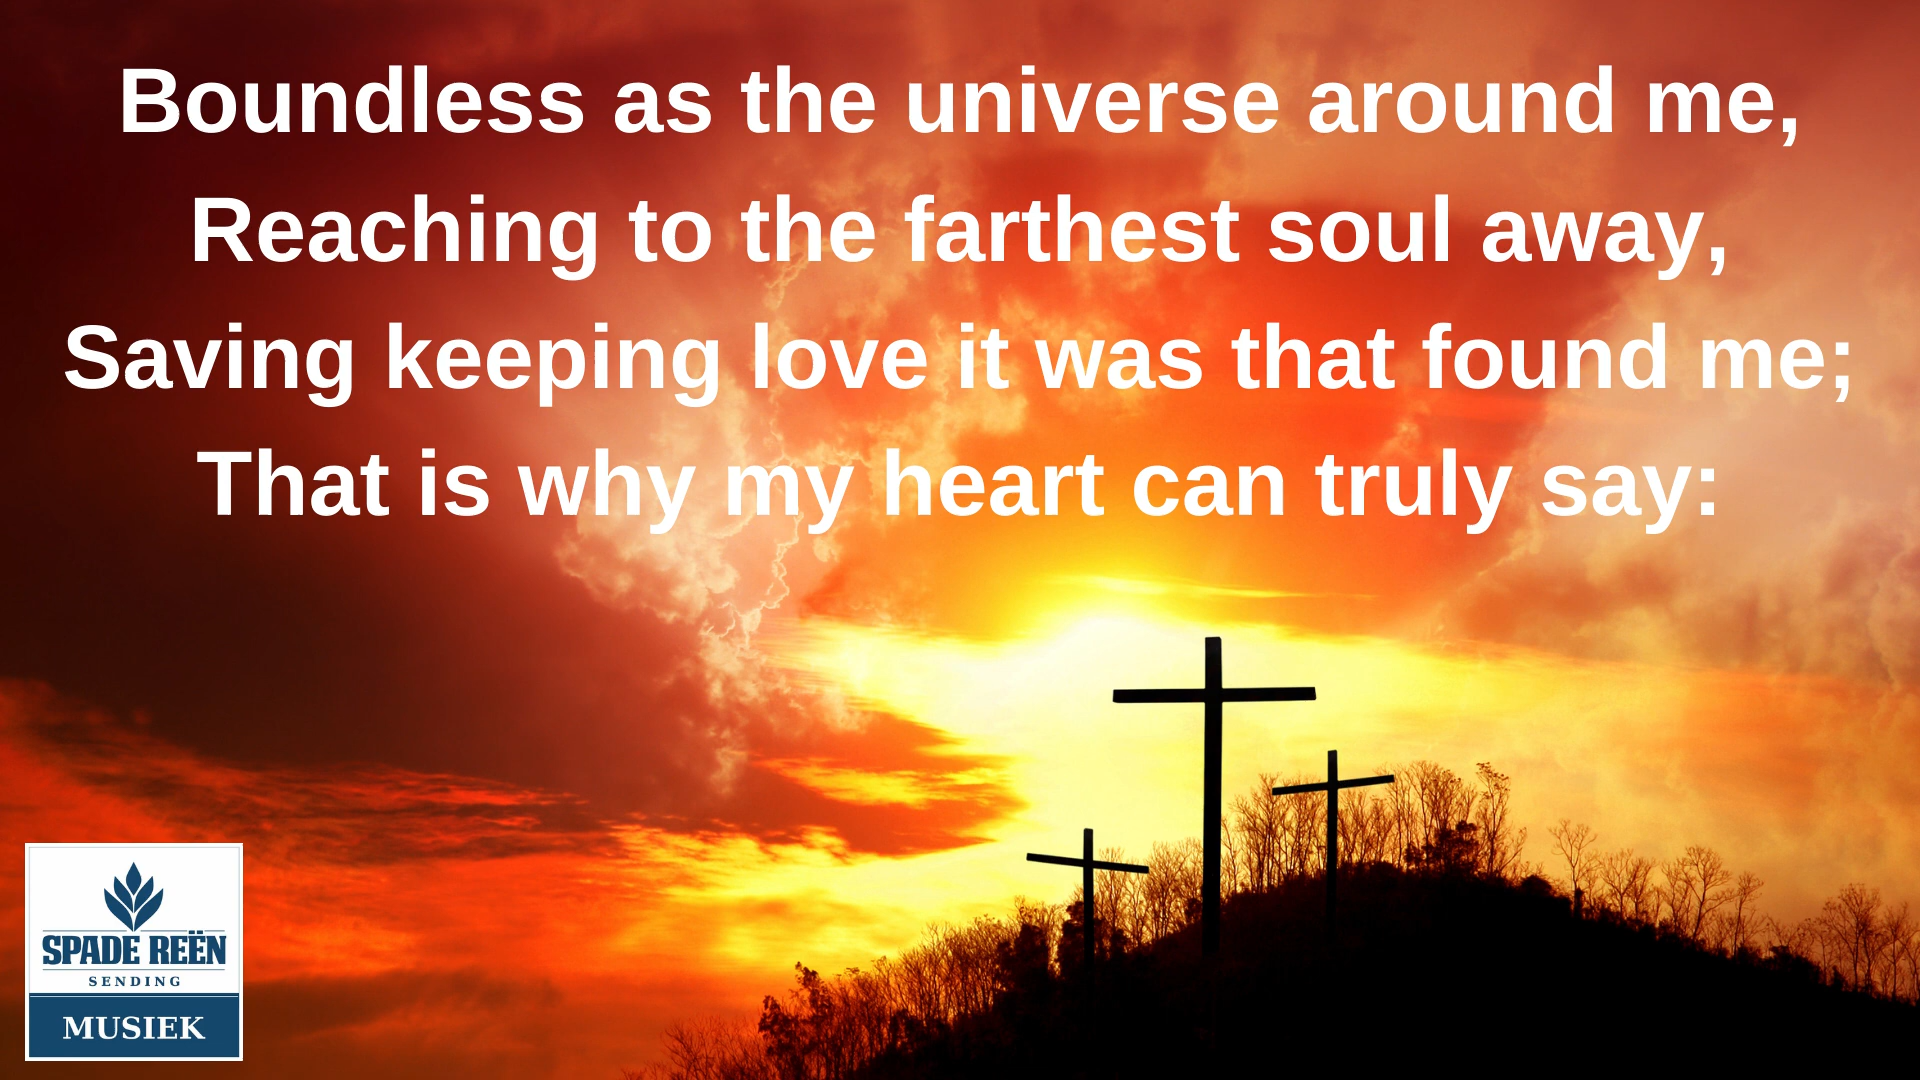 Boundless as the universe around me,
Reaching to the farthest soul away,
Saving keeping love it was that found me;
That is why my heart can truly say:
SPADE REËN
SENDING
MUSIEK